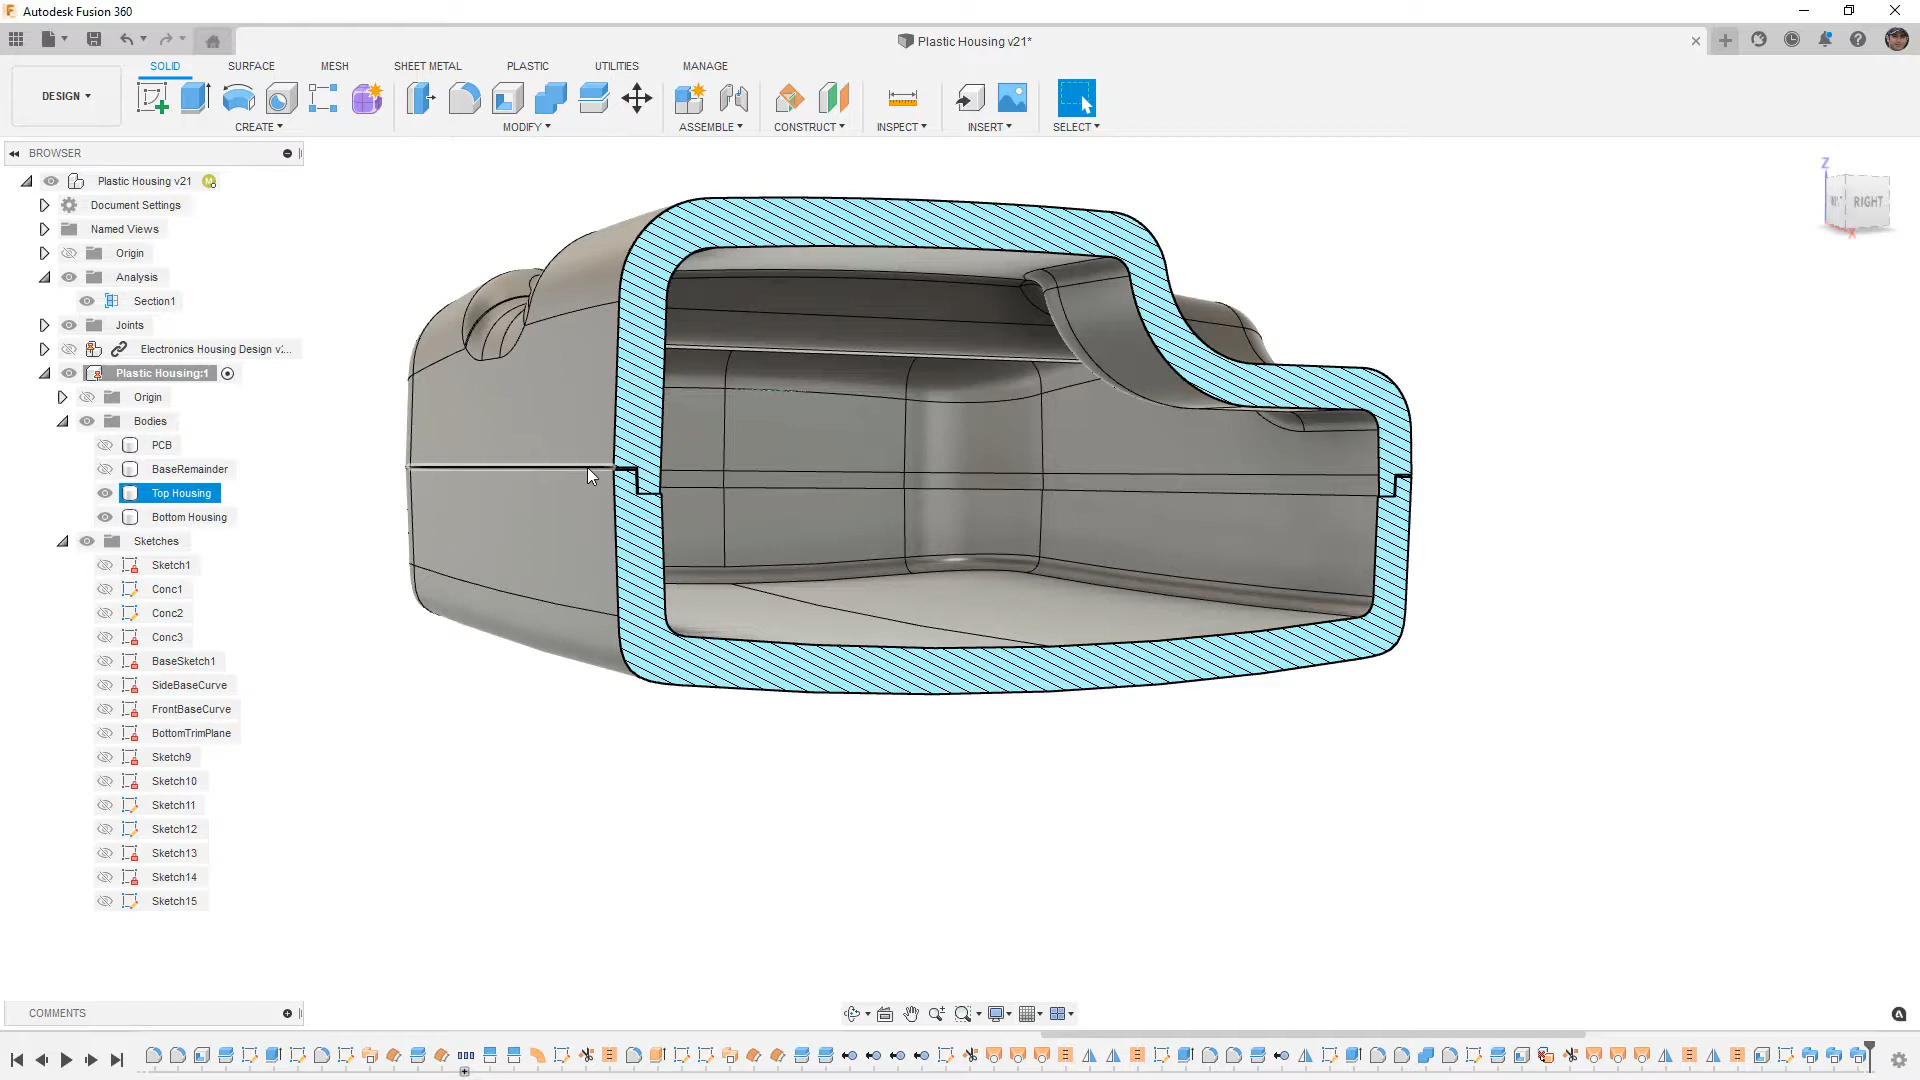 Autodesk Fusion 360
Plastic Housing v21*
DESIGN
SOLID
SURFACE
MESH
SHEET METAL
PLASTIC
UTILITIES
MANAGE
CREATE
MODIFY
ASSEMBLE
CONSTRUCT
INSPECT
INSERT
SELECT
BROWSER
Plastic Housing v21
M
Document Settings
Named Views
Origin
Analysis
Section1
Joints
Electronics Housing Design v:...
Plastic Housing:1
Origin
Bodies
PCB
BaseRemainder
Top Housing
Bottom Housing
Sketches
Sketch1
Conc1
Conc2
Conc3
BaseSketch1
SideBaseCurve
FrontBaseCurve
BottomTrimPlane
Sketch9
Sketch10
Sketch11
Sketch12
Sketch13
Sketch14
Sketch15
Z
RIGHT
X
COMMENTS